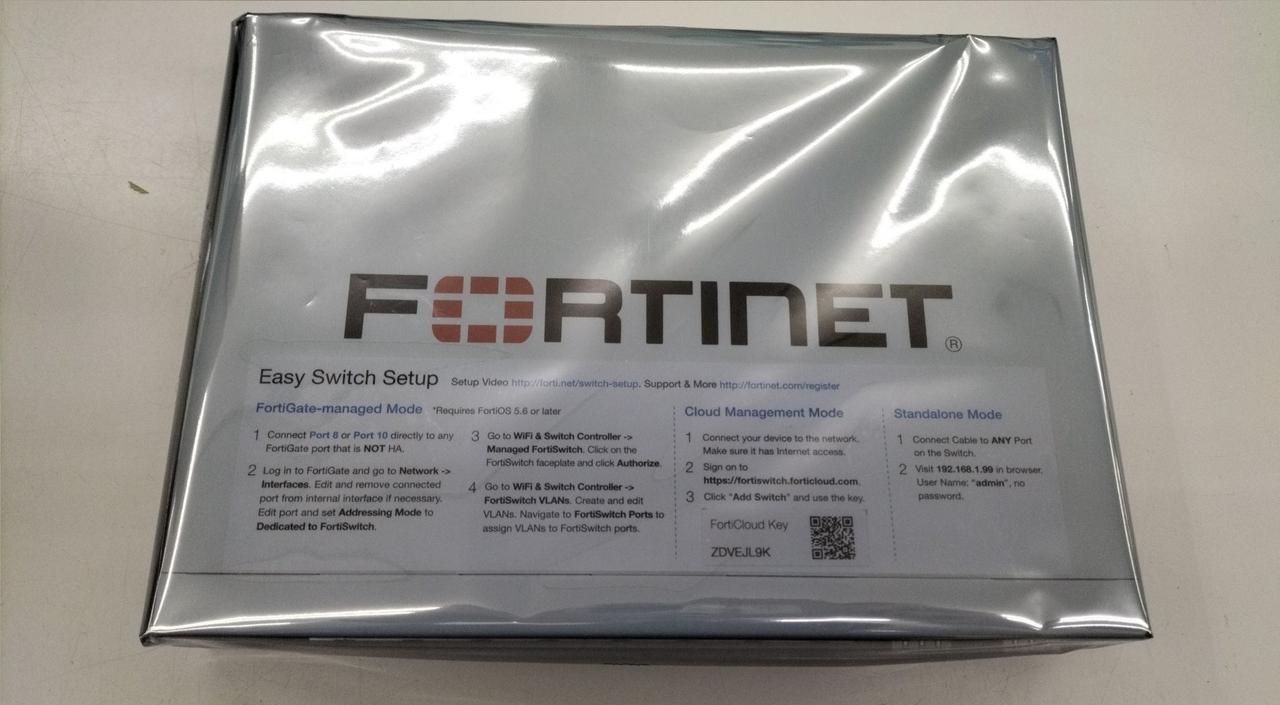 FORTINET®
Easy Switch Setup Setup Video http://forti.net/switch-setup. Support & More http://fortinet.com/register
FortiGate-managed Mode *Requires FortiOS 5.6 or later
1 Connect Port 8 or Port 10 directly to any
FortiGate port that is NOT HA.
2 Log in to FortiGate and go to Network ->
Interfaces. Edit and remove connected
port from internal interface if necessary.
Edit port and set Addressing Mode to
Dedicated to FortiSwitch.
3 Go to WiFi & Switch Controller ->
Managed FortiSwitch. Click on the
FortiSwitch faceplate and click Authorize.
4 Go to WiFi & Switch Controller ->
FortiSwitch VLANs. Create and edit
VLANs. Navigate to FortiSwitch Ports to
assign VLANs to FortiSwitch ports.
Cloud Management Mode
1 Connect your device to the network.
Make sure it has Internet access.
2 Sign on to
https://fortiswitch.forticloud.com.
3 Click "Add Switch" and use the key.
FortiCloud Key
ZDVEJL9K
Standalone Mode
1 Connect Cable to ANY Port
on the Switch.
2 Visit 192.168.1.99 in browser.
User Name: "admin", no
password.